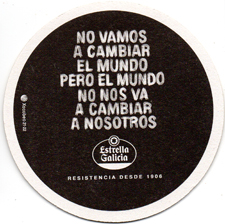 NO VAMOS
A CAMBIAR
EL MUNDO
PERO EL MUNDO
NO NOS VA
A CAMBIAR
A NOSOTROS
Estrella
Galicia
RESISTENCIA DESDE 1906